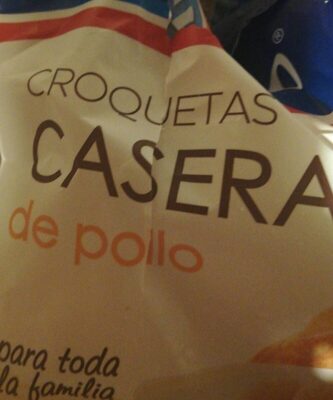 CROQUETAS
CASERA
de pollo
para toda
la familia